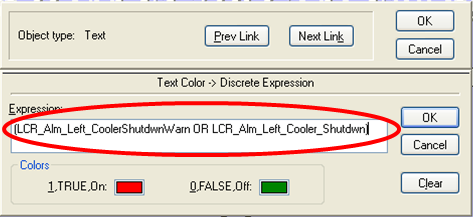 Object type: Text
Prev Link
Next Link
OK
Cancel
Text Color -> Discrete Expression
Expression:
(LCR_Alm_Left_CoolerShutdwnWarn OR LCR_Alm_Left_Cooler_Shutdwn)
OK
Cancel
Clear
Colors
1,TRUE,On:
0,FALSE,Off: